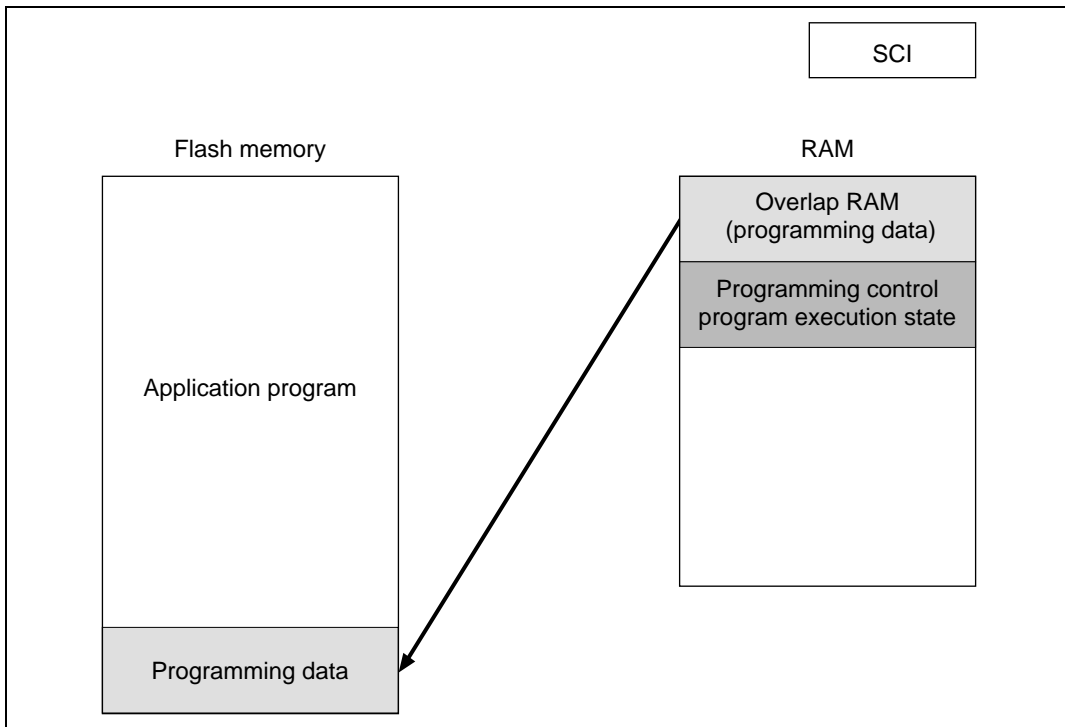 SCI
Flash memory
RAM
Overlap RAM
(programming data)
Programming control
program execution state
Application program
Programming data